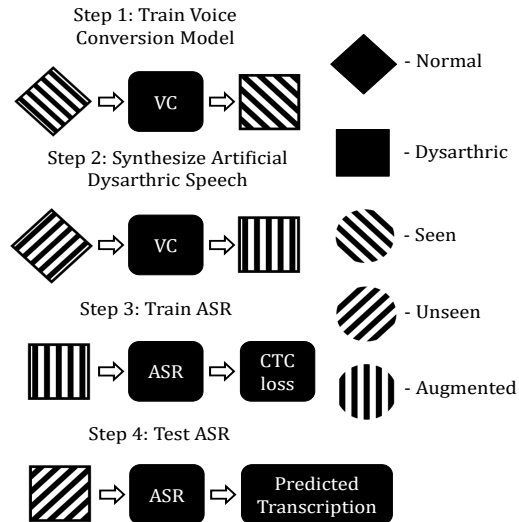 Step 1: Train Voice
Conversion Model
VC
Step 2: Synthesize Artificial
Dysarthric Speech
VC
Step 3: Train ASR
ASR
CTC
loss
Step 4: Test ASR
ASR
Predicted
Transcription
- Normal
- Dysarthric
- Seen
- Unseen
- Augmented